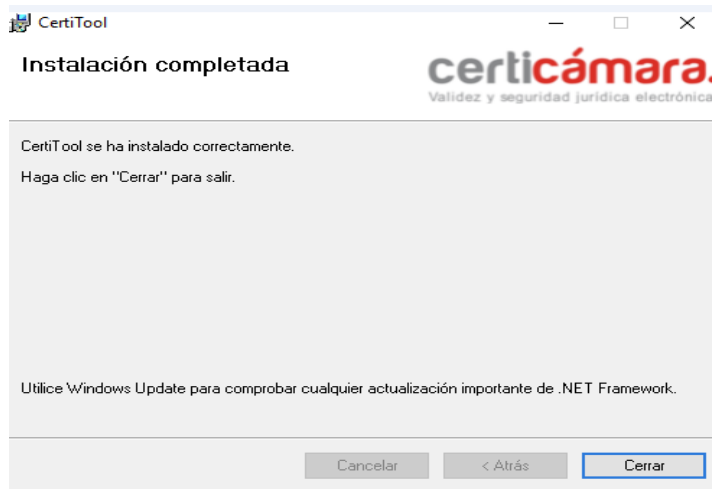 CertiTool
Instalación completada
certicámara.
Validez y seguridad jurídica electrónica
CertiTool se ha instalado correctamente.
Haga clic en "Cerrar" para salir.
Utilice Windows Update para comprobar cualquier actualización importante de .NET Framework.
Cancelar
< Atrás
Cerrar